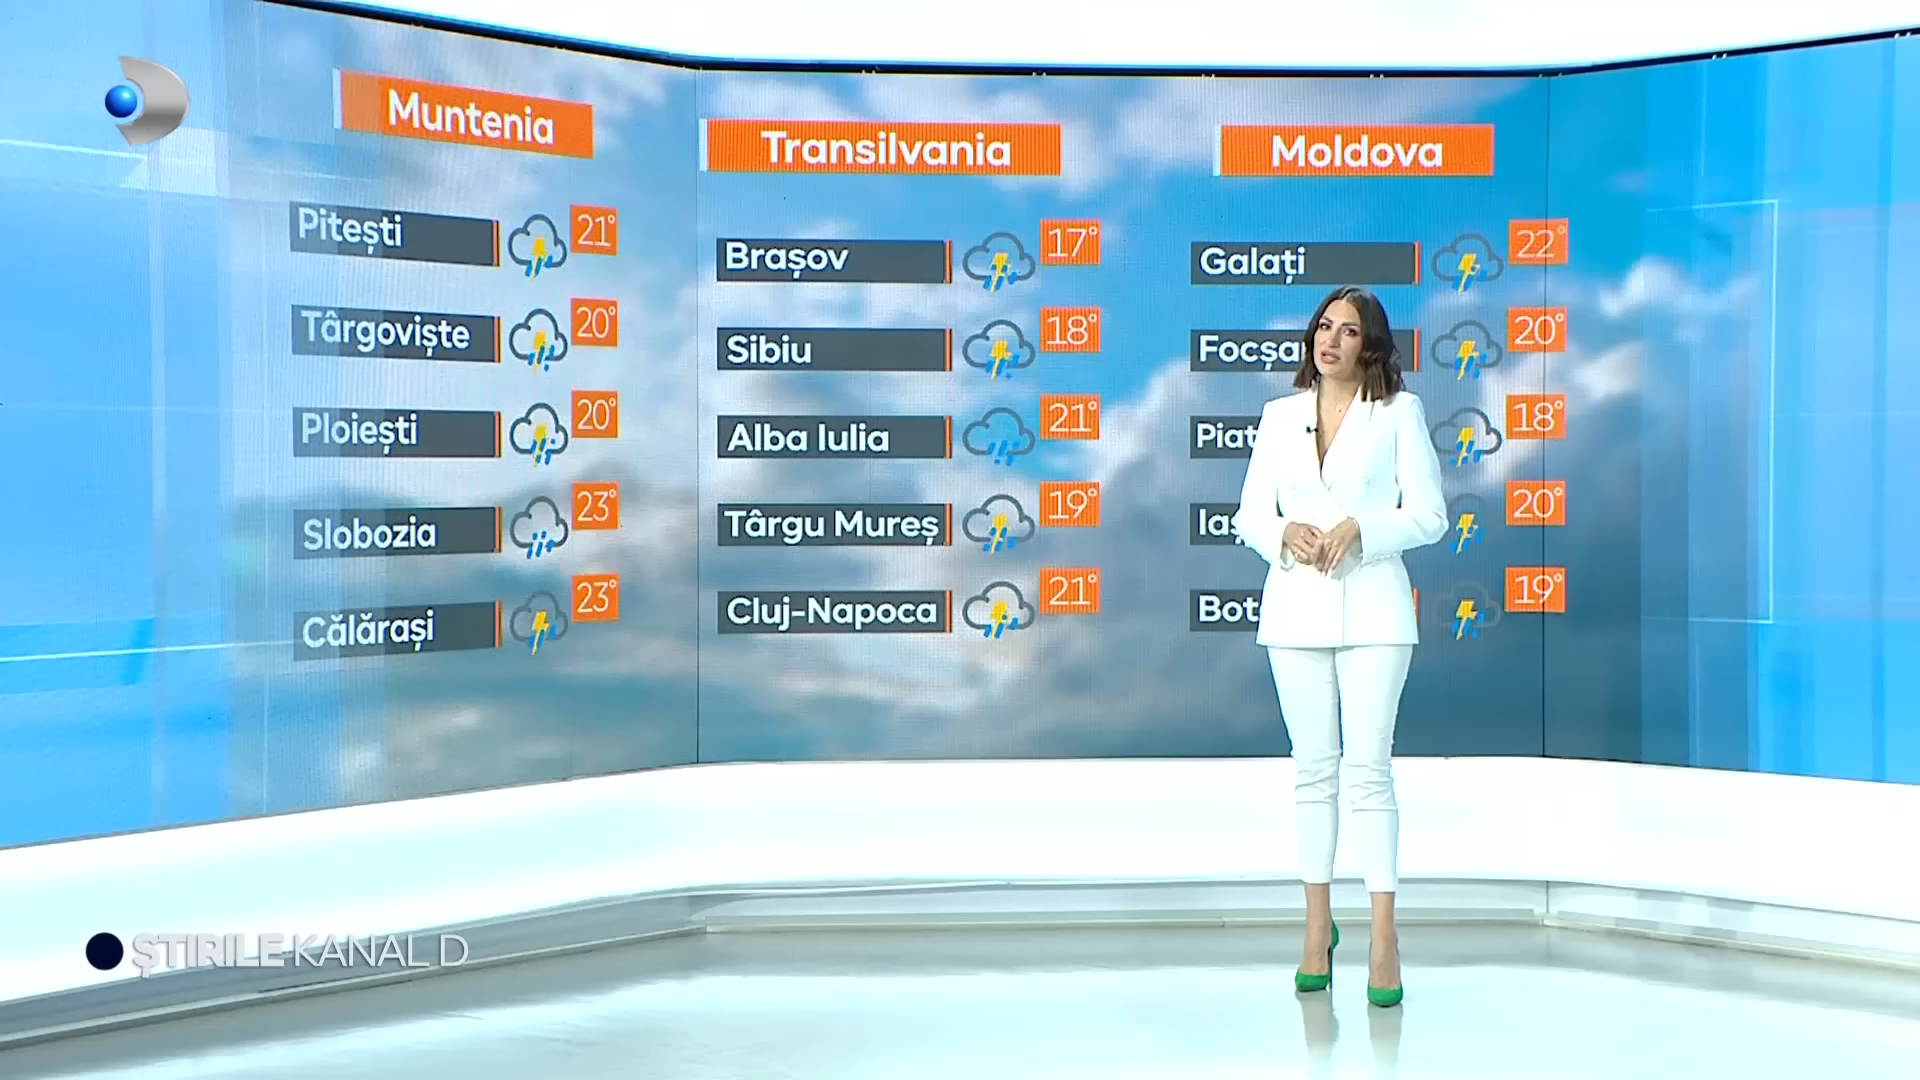 Muntenia
Pitești 21°
Târgoviște 20°
Ploiești 20°
Slobozia 23°
Călărași 23°
Transilvania
Brașov 17°
Sibiu 18°
Alba Iulia 21°
Târgu Mureș 19°
Cluj-Napoca 21°
Moldova
Galați 22°
20°
18°
20°
19°
ȘTIRILE KANAL D